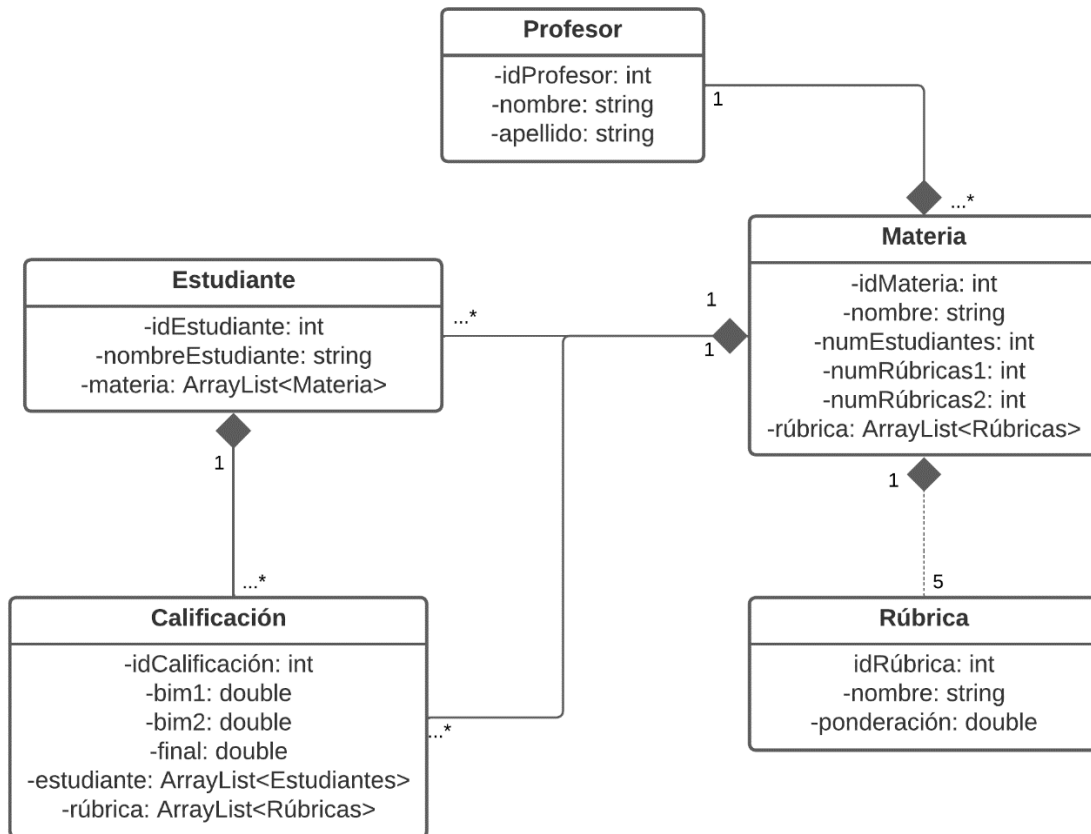 Profesor
-idProfesor: int
-nombre: string
-apellido: string
1
...*
Materia
-idMateria: int
-nombre: string
-numEstudiantes: int
-numRúbricas1: int
-numRúbricas2: int
-rúbrica: ArrayList<Rúbricas>
Estudiante
-idEstudiante: int
-nombreEstudiante: string
-materia: ArrayList<Materia>
...*
1
1
1
...*
1
5
Calificación
-idCalificación: int
-bim1: double
-bim2: double
-final: double
-estudiante: ArrayList<Estudiantes>
-rúbrica: ArrayList<Rúbricas>
...*
Rúbrica
idRúbrica: int
-nombre: string
-ponderación: double